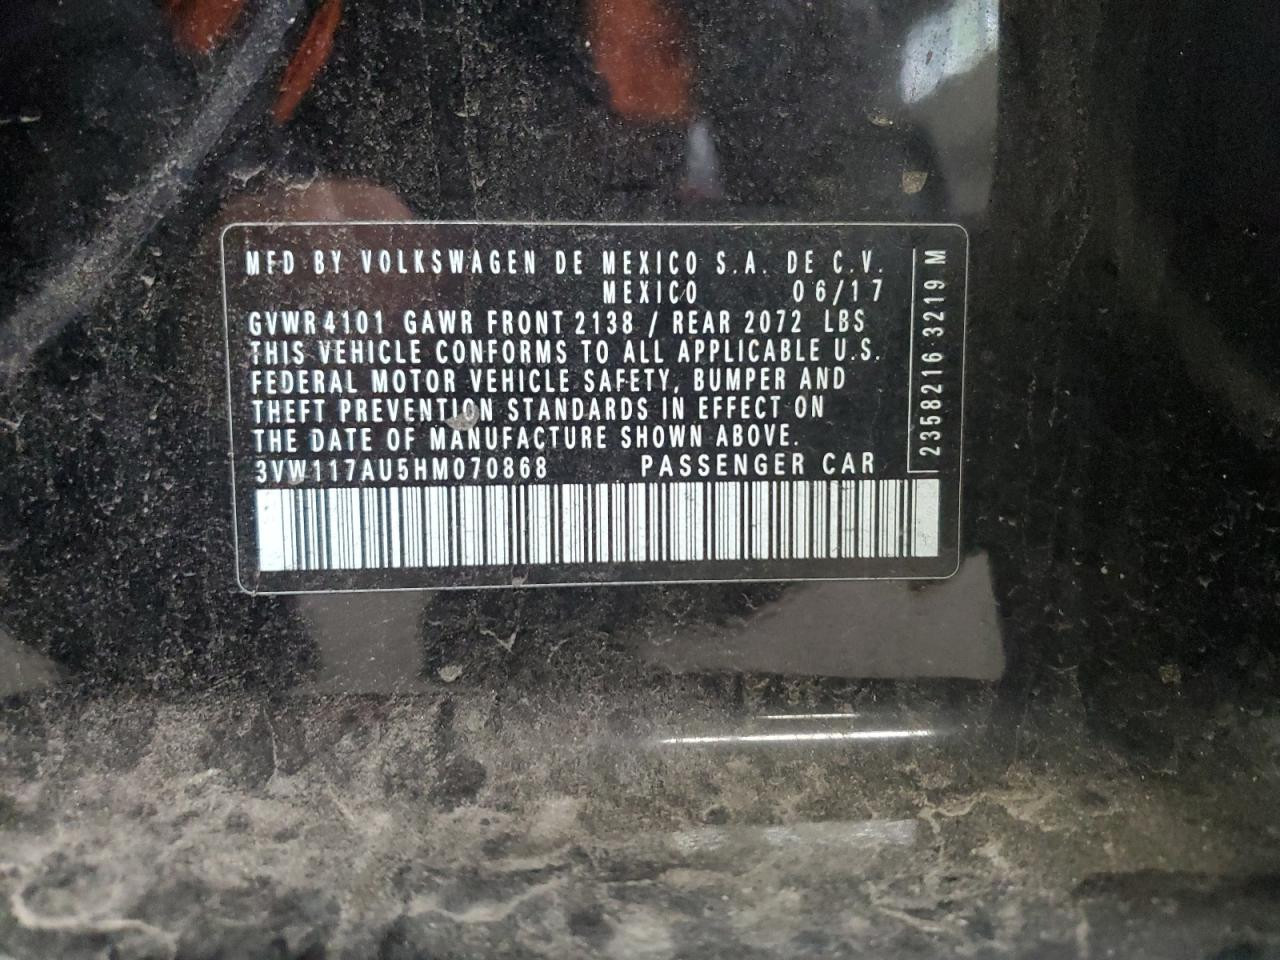 MFD BY VOLKSWAGEN DE MEXICO S.A. DE C.V.
MEXICO 06/17
GVWR 4101 GAWR FRONT 2138 / REAR 2072 LBS
THIS VEHICLE CONFORMS TO ALL APPLICABLE U.S.
FEDERAL MOTOR VEHICLE SAFETY, BUMPER AND
THEFT PREVENTION STANDARDS IN EFFECT ON
THE DATE OF MANUFACTURE SHOWN ABOVE.
3VW117AU5HM070868 PASSENGER CAR
2358216 3219 M